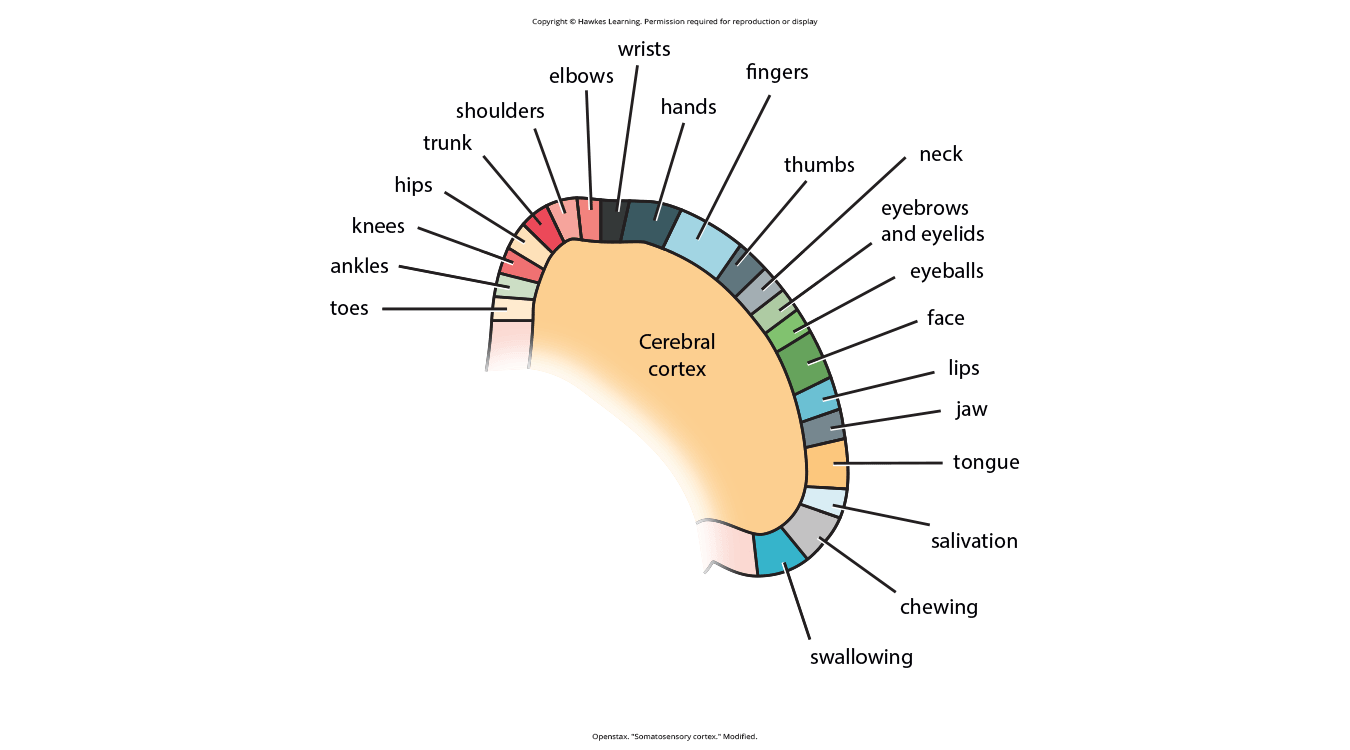 Copyright © Hawkes Learning. Permission required for reproduction or display
wrists
elbows
fingers
shoulders
hands
trunk
thumbs
neck
hips
eyebrows
and eyelids
knees
ankles
eyeballs
toes
face
Cerebral
cortex
lips
jaw
tongue
salivation
chewing
swallowing
Openstax. "Somatosensory cortex." Modified.